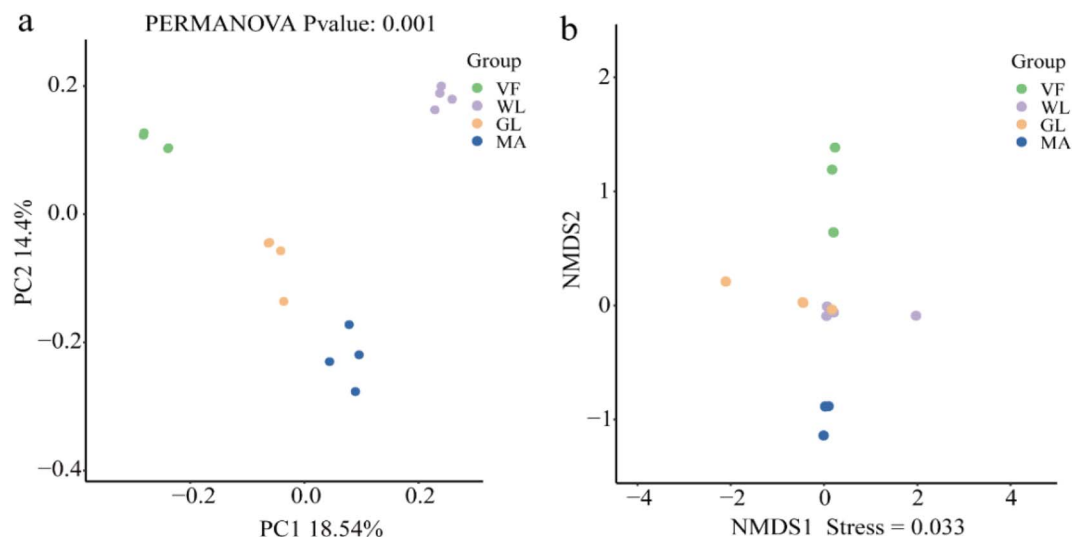 a
PERMANOVA Pvalue: 0.001
Group
VF
WL
GL
MA
0.2
0.0
−0.2
−0.4
PC2 14.4%
−0.2
0.0
0.2
PC1 18.54%
b
Group
VF
WL
GL
MA
2
1
0
−1
NMDS2
−4
−2
0
2
4
NMDS1 Stress = 0.033